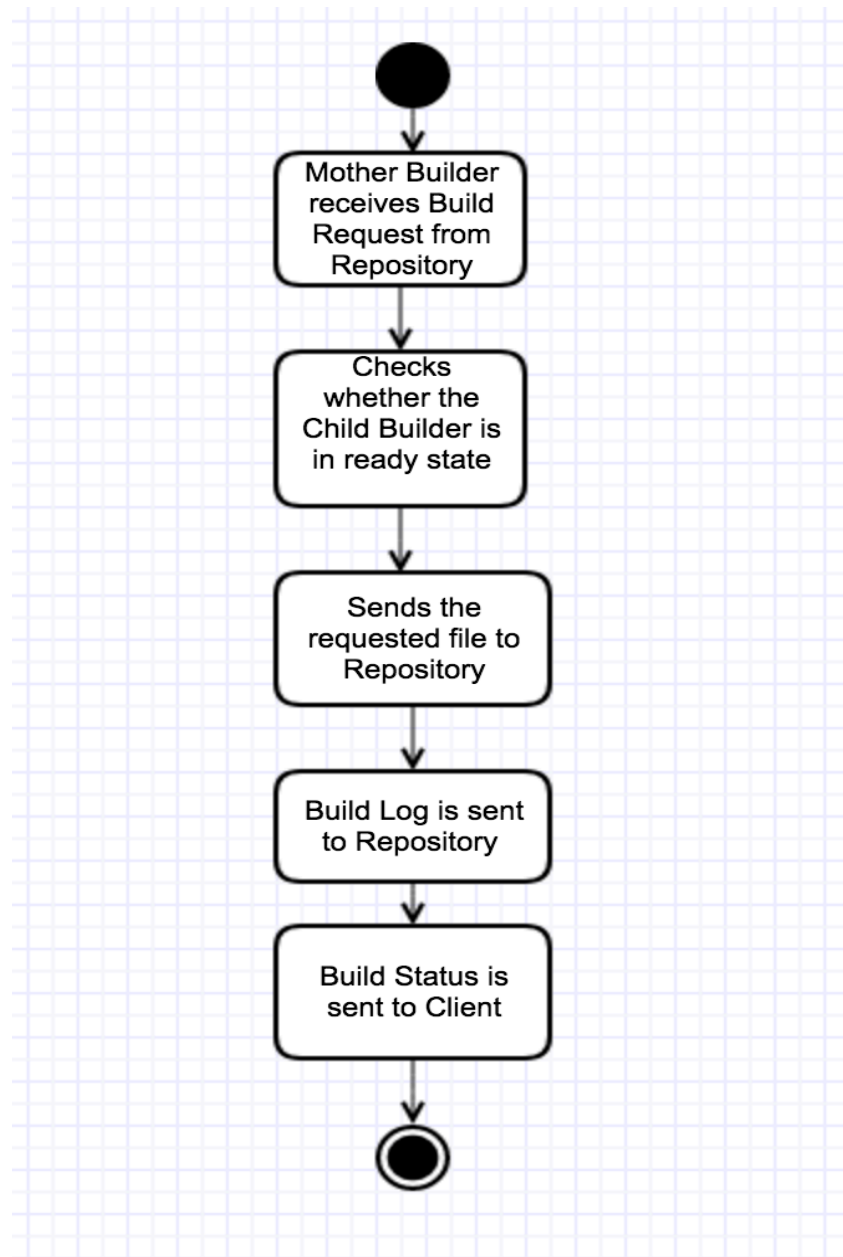 Mother Builder
receives Build
Request from
Repository
Checks
whether the
Child Builder is
in ready state
Sends the
requested file to
Repository
Build Log is sent
to Repository
Build Status is
sent to Client